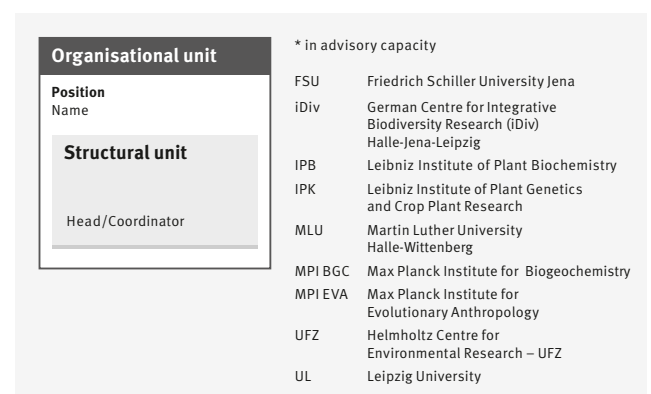 Organisational unit
Position
Name
Structural unit
Head/Coordinator
* in advisory capacity
FSU Friedrich Schiller University Jena
iDiv German Centre for Integrative
Biodiversity Research (iDiv)
Halle-Jena-Leipzig
IPB Leibniz Institute of Plant Biochemistry
IPK Leibniz Institute of Plant Genetics
and Crop Plant Research
MLU Martin Luther University
Halle-Wittenberg
MPI BGC Max Planck Institute for Biogeochemistry
MPI EVA Max Planck Institute for
Evolutionary Anthropology
UFZ Helmholtz Centre for
Environmental Research – UFZ
UL Leipzig University